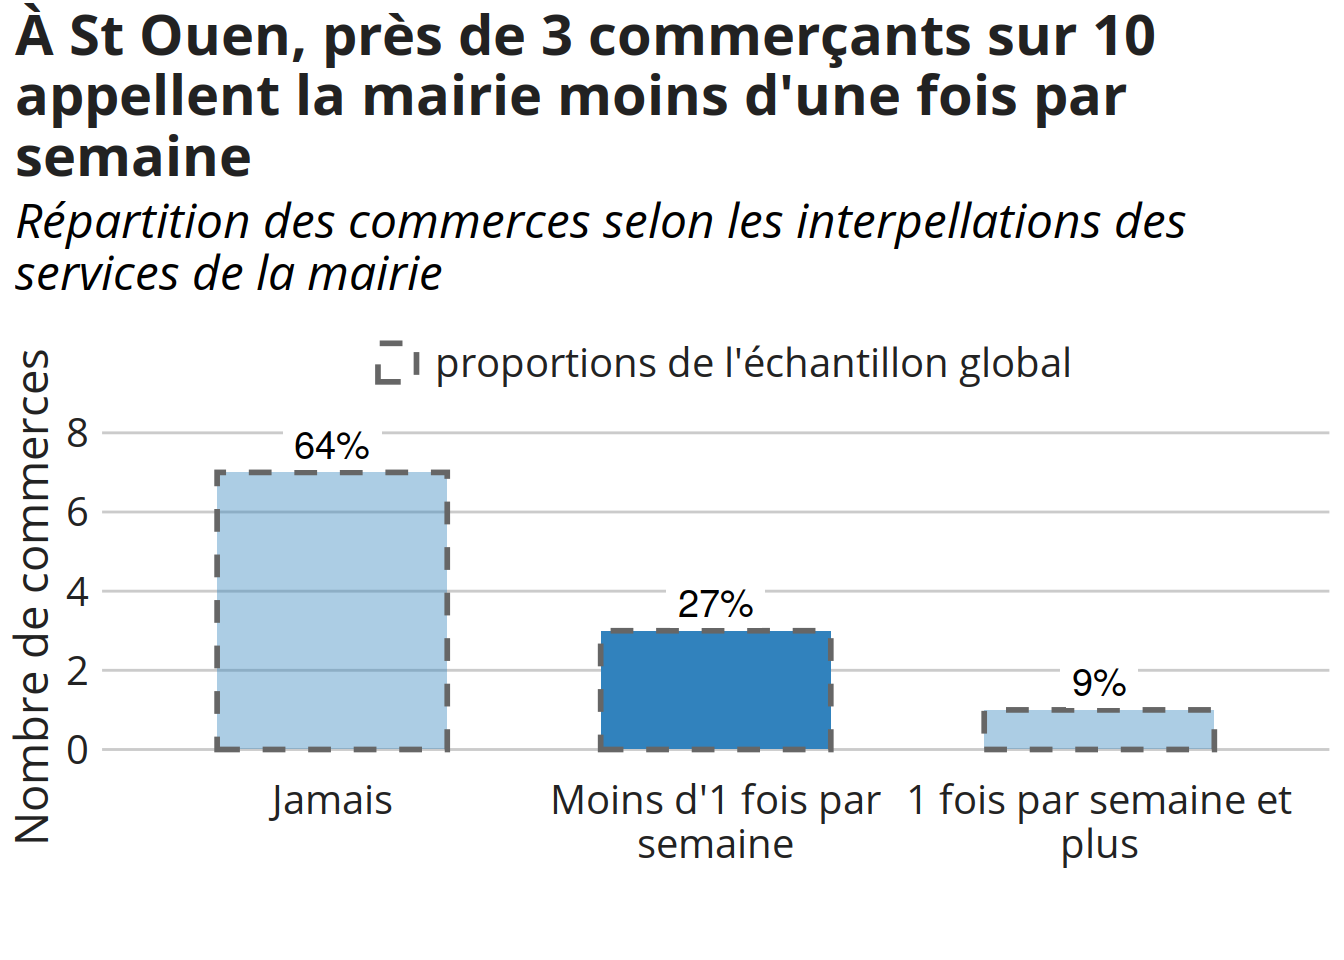 À St Ouen, près de 3 commerçants sur 10
appellent la mairie moins d'une fois par
semaine
Répartition des commerces selon les interpellations des
services de la mairie
proportions de l'échantillon global
Nombre de commerces
8
6
4
2
0
64%
27%
9%
Jamais
Moins d'1 fois par
semaine
1 fois par semaine et
plus